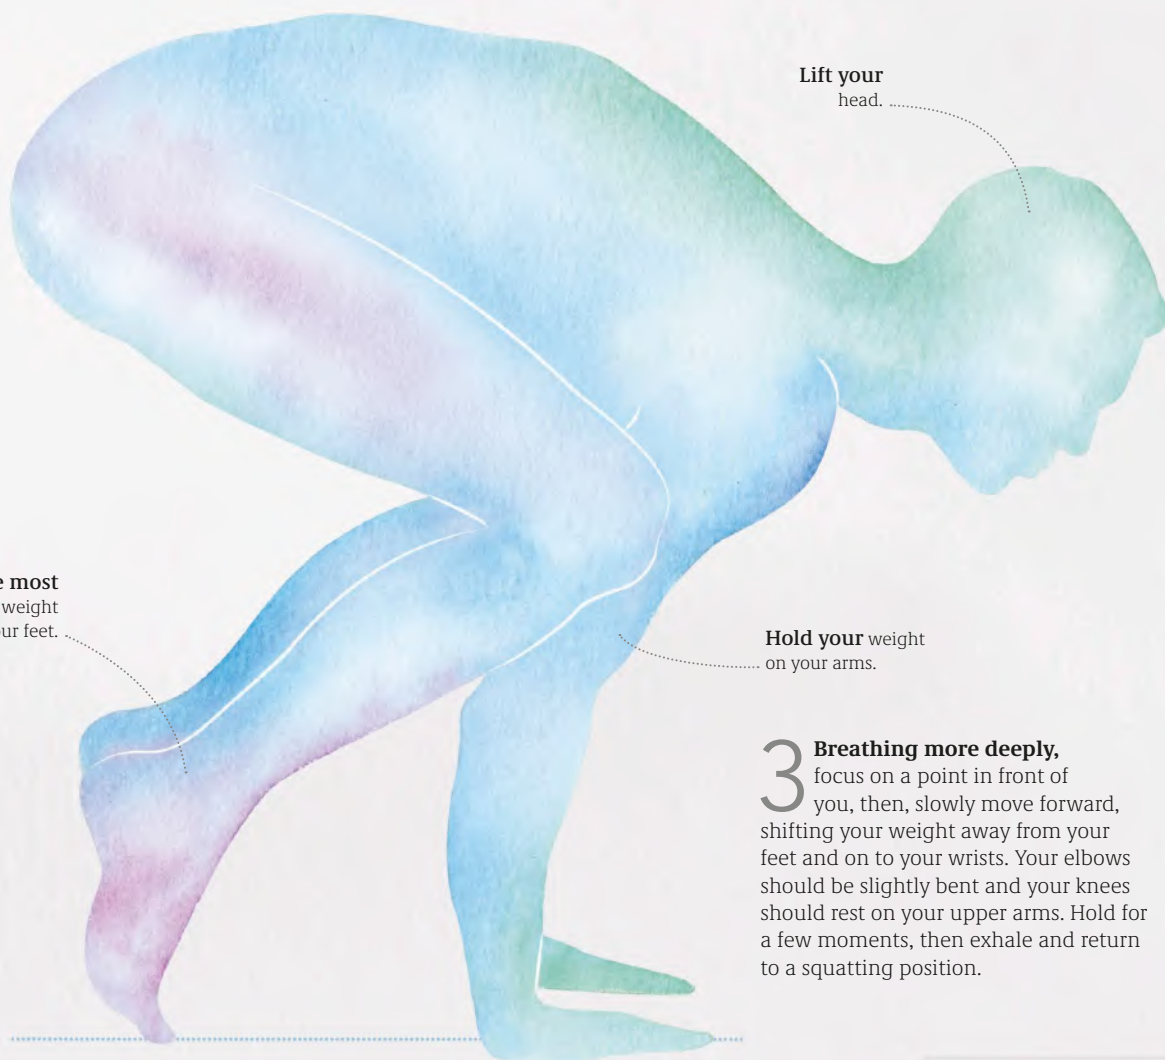 Lift your
head.
e most
weight
our feet.
Hold your weight
on your arms.
3 Breathing more deeply,
focus on a point in front of
you, then, slowly move forward,
shifting your weight away from your
feet and on to your wrists. Your elbows
should be slightly bent and your knees
should rest on your upper arms. Hold for
a few moments, then exhale and return
to a squatting position.